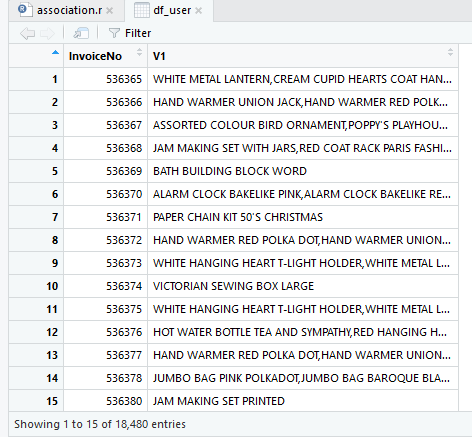 association.r df_user
Filter
InvoiceNo V1
1 536365 WHITE METAL LANTERN,CREAM CUPID HEARTS COAT HAN...
2 536366 HAND WARMER UNION JACK,HAND WARMER RED POLK...
3 536367 ASSORTED COLOUR BIRD ORNAMENT,POPPY'S PLAYHOU...
4 536368 JAM MAKING SET WITH JARS,RED COAT RACK PARIS FASHI...
5 536369 BATH BUILDING BLOCK WORD
6 536370 ALARM CLOCK BAKELIKE PINK,ALARM CLOCK BAKELIKE RE...
7 536371 PAPER CHAIN KIT 50'S CHRISTMAS
8 536372 HAND WARMER RED POLKA DOT,HAND WARMER UNION...
9 536373 WHITE HANGING HEART T-LIGHT HOLDER,WHITE METAL L...
10 536374 VICTORIAN SEWING BOX LARGE
11 536375 WHITE HANGING HEART T-LIGHT HOLDER,WHITE METAL L...
12 536376 HOT WATER BOTTLE TEA AND SYMPATHY,RED HANGING H...
13 536377 HAND WARMER RED POLKA DOT,HAND WARMER UNION...
14 536378 JUMBO BAG PINK POLKADOT,JUMBO BAG BAROQUE BLA...
15 536380 JAM MAKING SET PRINTED
Showing 1 to 15 of 18,480 entries